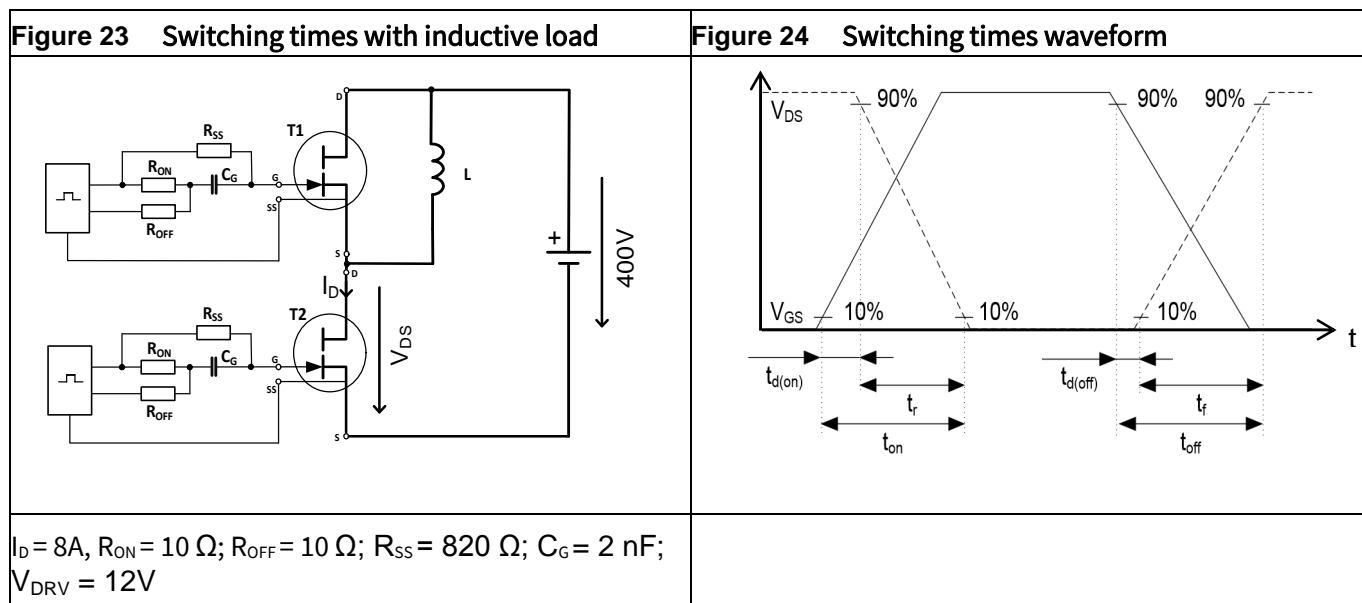 Figure 23 Switching times with inductive load
D
T1
RSS
RON
CG
G
SS
ROFF
L
S
D
ID
+
400V
T2
VDS
RSS
RON
CG
G
SS
ROFF
S
ID = 8A, RON = 10 Ω; ROFF = 10 Ω; RSS = 820 Ω; CG = 2 nF;
VDRV = 12V
Figure 24 Switching times waveform
VDS
90%
90%
90%
VGS
10%
10%
10%
t
td(on)
td(off)
tr
tf
ton
toff